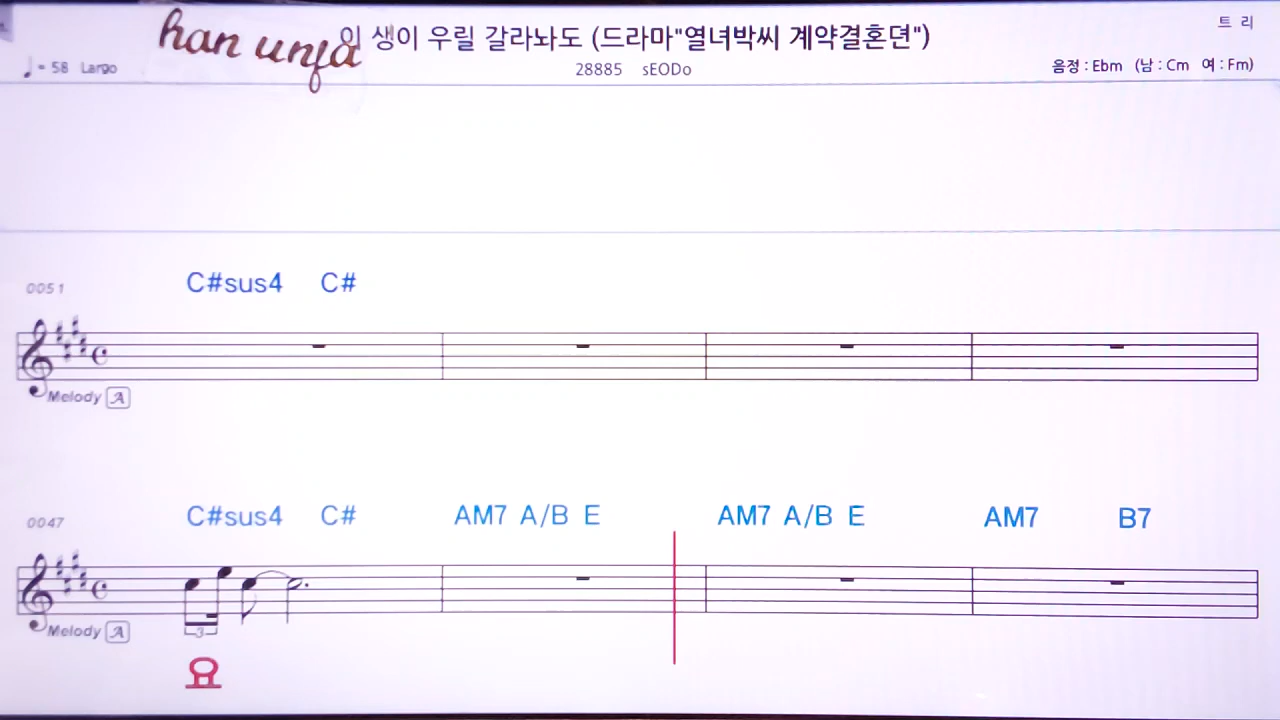 트리
han unfa
이 생이 우릴 갈라놔도 (드라마"열녀박씨 계약결혼뎐")
♩= 58 Largo
28885 sEODo
음정 : Ebm (남 : Cm 여 : Fm)
C#sus4 C#
0051
Melody A
C#sus4 C# AM7 A/B E AM7 A/B E AM7 B7
0047
3
Melody A
요